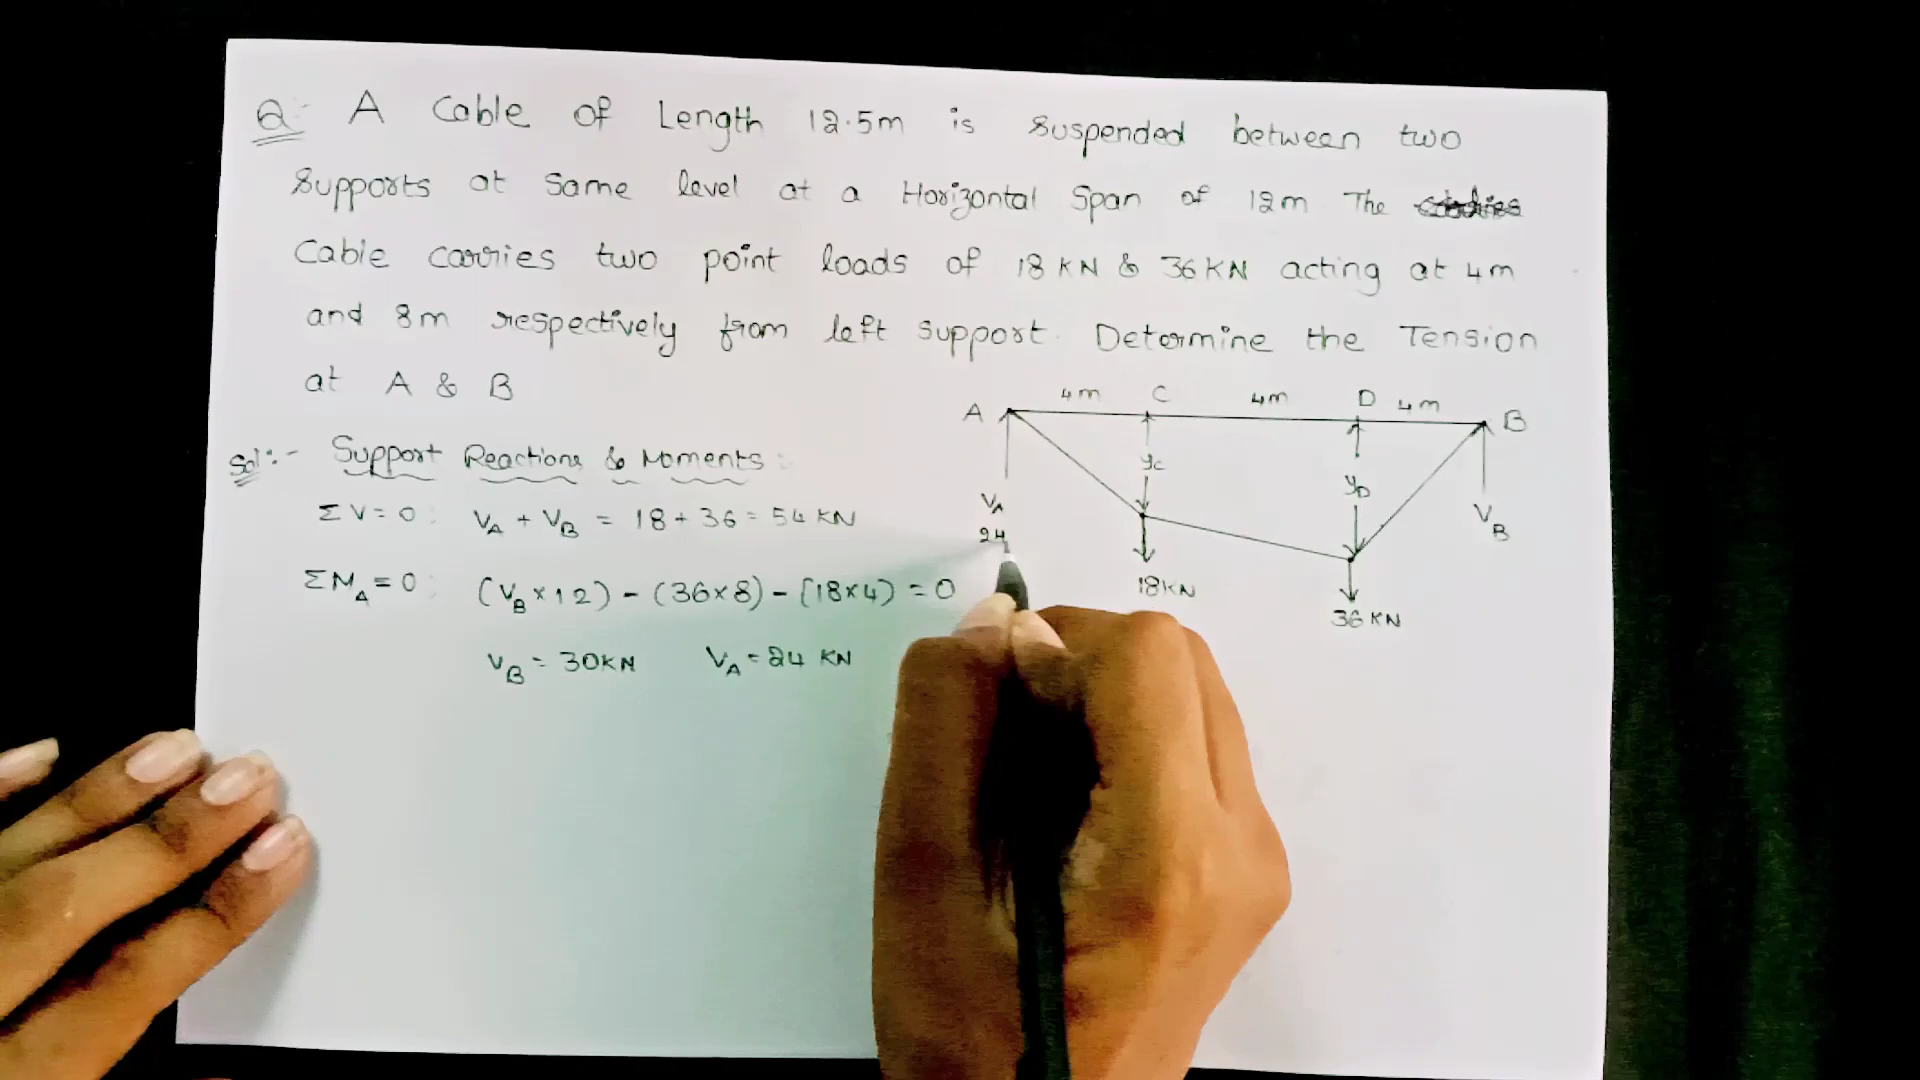 Q:- A Cable of Length 12.5m is suspended between two
Supports at Same level at a Horizontal Span of 12m The
Cable carries two point loads of 18 KN & 36 KN acting at 4m
and 8m respectively from left support. Determine the Tension
at A & B
4m C 4m D 4m
A B
Sol:- Support Reactions & Moments:
yc
yD
VA
VB
ΣV=0: VA + VB = 18+36 = 54 KN
24
ΣMA=0: (VB×12) - (36×8) - (18×4) = 0
18KN
36 KN
VB = 30KN VA = 24 KN